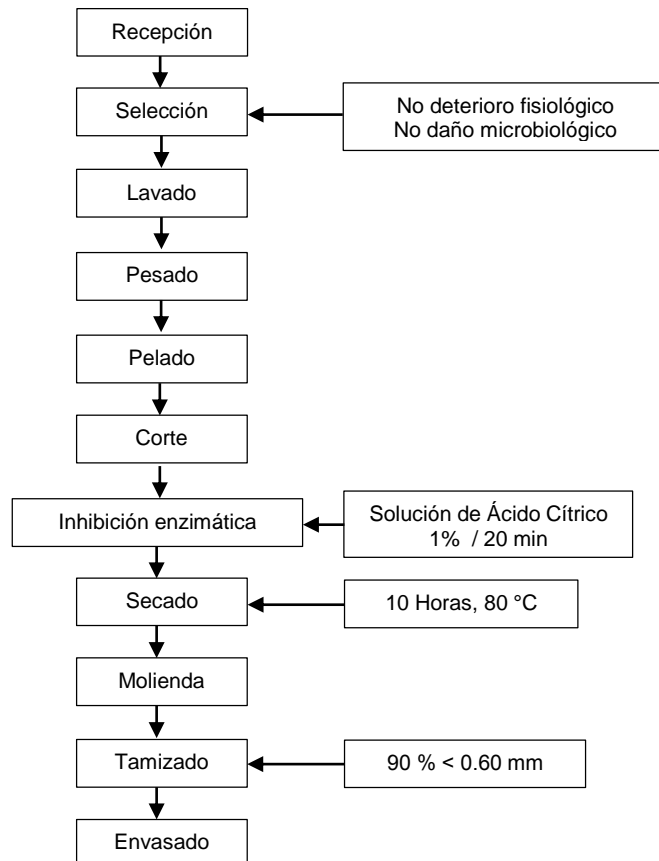 Recepción
Selección
No deterioro fisiológico
No daño microbiológico
Lavado
Pesado
Pelado
Corte
Inhibición enzimática
Solución de Ácido Cítrico
1% / 20 min
Secado
10 Horas, 80 °C
Molienda
Tamizado
90 % < 0.60 mm
Envasado